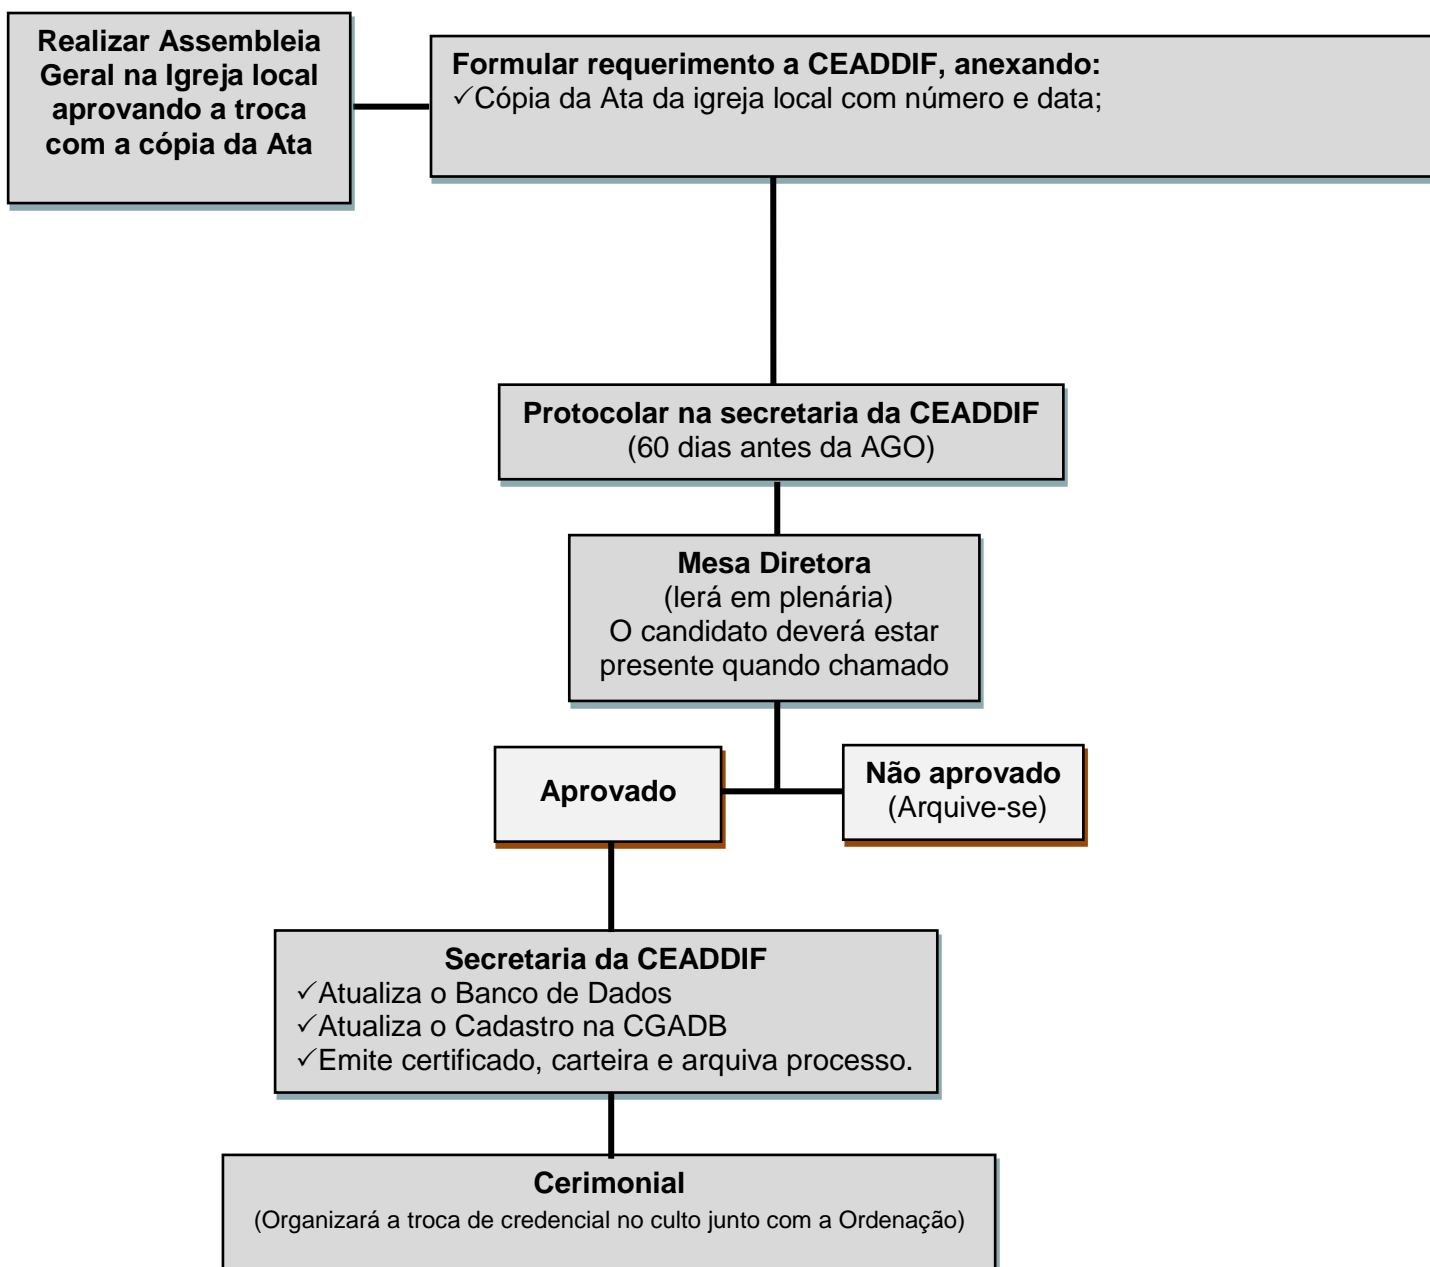 Realizar Assembleia
Geral na Igreja local
aprovando a troca
com a cópia da Ata
Formular requerimento a CEADDIF, anexando:
✓Cópia da Ata da igreja local com número e data;
Protocolar na secretaria da CEADDIF
(60 dias antes da AGO)
Mesa Diretora
(lerá em plenária)
O candidato deverá estar
presente quando chamado
Aprovado
Não aprovado
(Arquive-se)
Secretaria da CEADDIF
✓Atualiza o Banco de Dados
✓Atualiza o Cadastro na CGADB
✓Emite certificado, carteira e arquiva processo.
Cerimonial
(Organizará a troca de credencial no culto junto com a Ordenação)